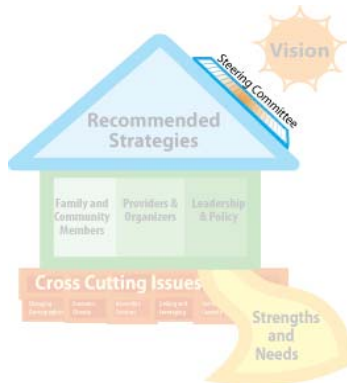 Vision
Steering Committee
Recommended
Strategies
Family and
Community
Members
Providers &
Organizers
Leadership
& Policy
Cross Cutting Issues
Strengths
and
Needs